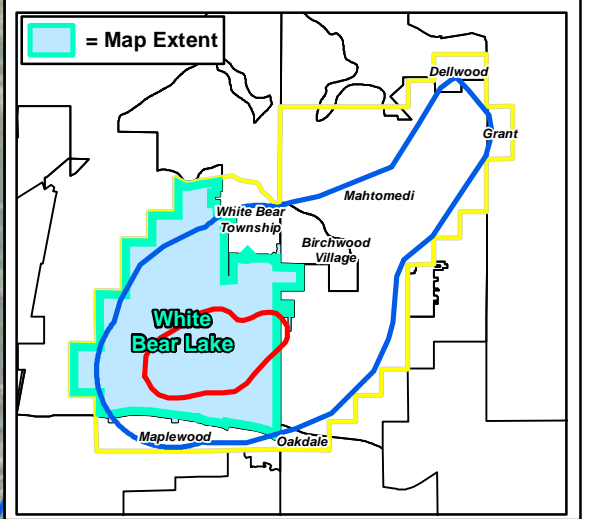 = Map Extent
Dellwood
Grant
Mahtomedi
White Bear
Township
Birchwood
Village
White
Bear Lake
Maplewood
Oakdale